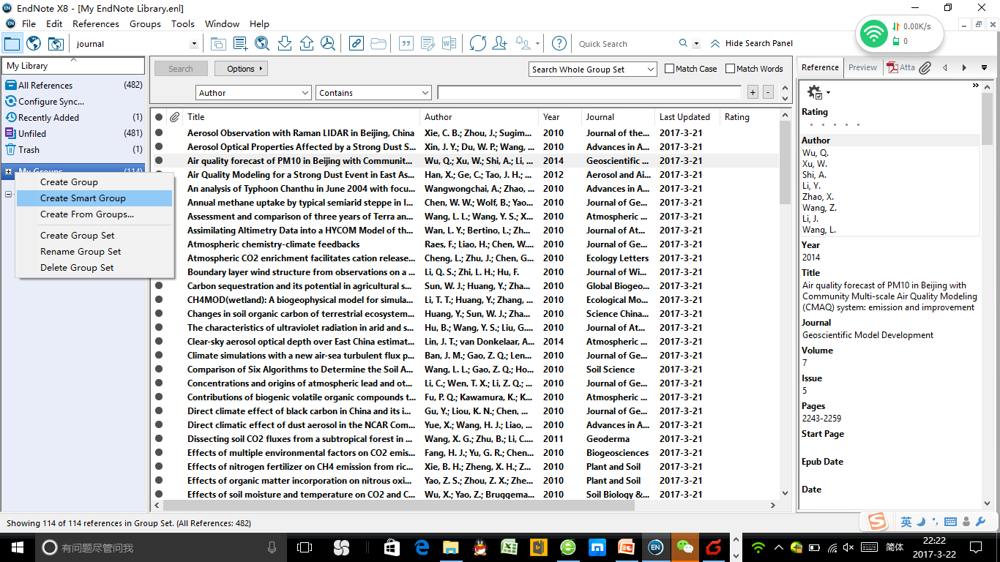 EndNote X8 - [My EndNote Library.enl]
File Edit References Groups Tools Window Help
0.00K/s
0
journal
Quick Search
Hide Search Panel
My Library
All References (482)
Configure Sync...
Recently Added (1)
Unfiled (481)
Trash (1)
My Groups (114)
Create Group
Create Smart Group
Create From Groups...
Create Group Set
Rename Group Set
Delete Group Set
Search Options Search Whole Group Set Match Case Match Words
Author Contains + -
Title Author Year Journal Last Updated Rating
Aerosol Observation with Raman LIDAR in Beijing, China Xie, C. B.; Zhou, J.; Sugim... 2010 Journal of the... 2017-3-21
Aerosol Optical Properties Affected by a Strong Dust S... Xin, J. Y.; Du, W. P.; Wang, ... 2010 Advances in A... 2017-3-21
Air quality forecast of PM10 in Beijing with Communit... Wu, Q.; Xu, W.; Shi, A.; Li, ... 2014 Geoscientific ... 2017-3-21
Air Quality Modeling for a Strong Dust Event in East As... Han, X.; Ge, C.; Tao, J. H.; ... 2012 Aerosol and Ai... 2017-3-21
An analysis of Typhoon Chanthu in June 2004 with focu... Wangwongchai, A.; Zhao, ... 2010 Advances in A... 2017-3-21
Annual methane uptake by typical semiarid steppe in I... Chen, W. W.; Wolf, B.; Yao... 2010 Journal of Ge... 2017-3-21
Assessment and comparison of three years of Terra an... Wang, L. L.; Wang, Y. S.; X... 2010 Atmospheric ... 2017-3-21
Assimilating Altimetry Data into a HYCOM Model of th... Wan, L. Y.; Bertino, L.; Zh... 2010 Journal of At... 2017-3-21
Atmospheric chemistry-climate feedbacks Raes, F.; Liao, H.; Chen, W.... 2010 Journal of Ge... 2017-3-21
Atmospheric CO2 enrichment facilitates cation release... Cheng, L.; Zhu, J.; Chen, G... 2010 Ecology Letters 2017-3-21
Boundary layer wind structure from observations on a ... Li, Q. S.; Zhi, L. H.; Hu, F. 2010 Journal of Wi... 2017-3-21
Carbon sequestration and its potential in agricultural s... Sun, W. J.; Huang, Y.; Zha... 2010 Global Biogeo... 2017-3-21
CH4MOD(wetland): A biogeophysical model for simula... Li, T. T.; Huang, Y.; Zhang, ... 2010 Ecological Mo... 2017-3-21
Changes in soil organic carbon of terrestrial ecosystem... Huang, Y.; Sun, W. J.; Zha... 2010 Science China... 2017-3-21
The characteristics of ultraviolet radiation in arid and s... Hu, B.; Wang, Y. S.; Liu, G.... 2010 Journal of At... 2017-3-21
Clear-sky aerosol optical depth over East China estimat... Lin, J. T.; van Donkelaar, A... 2014 Atmospheric ... 2017-3-21
Climate simulations with a new air-sea turbulent flux p... Ban, J. M.; Gao, Z. Q.; Len... 2010 Journal of Ge... 2017-3-21
Comparison of Six Algorithms to Determine the Soil A... Wang, L. L.; Gao, Z. Q.; Ho... 2010 Soil Science 2017-3-21
Concentrations and origins of atmospheric lead and ot... Li, C.; Wen, T. X.; Li, Z. Q.; ... 2010 Journal of Ge... 2017-3-21
Contributions of biogenic volatile organic compounds t... Fu, P. Q.; Kawamura, K.; K... 2010 Atmospheric ... 2017-3-21
Direct climate effect of black carbon in China and its i... Gu, Y.; Liou, K. N.; Chen, ... 2010 Journal of Ge... 2017-3-21
Direct climatic effect of dust aerosol in the NCAR Com... Yue, X.; Wang, H. J.; Liao, ... 2010 Advances in A... 2017-3-21
Dissecting soil CO2 fluxes from a subtropical forest in ... Wang, X. G.; Zhu, B.; Li, C.... 2011 Geoderma 2017-3-21
Effects of multiple environmental factors on CO2 emis... Fang, H. J.; Yu, G. R.; Chen... 2010 Biogeosciences 2017-3-21
Effects of nitrogen fertilizer on CH4 emission from ric... Xie, B. H.; Zheng, X. H.; Z... 2010 Plant and Soil 2017-3-21
Effects of organic matter incorporation on nitrous oxi... Yao, Z. S.; Zhou, Z. X.; Zhe... 2010 Plant and Soil 2017-3-21
Effects of soil moisture and temperature on CO2 and C... Wu, X.; Yao, Z.; Bruggema... 2010 Soil Biology &... 2017-3-21
Reference Preview Atta
Rating
Author
Wu, Q.
Xu, W.
Shi, A.
Li, Y.
Zhao, X.
Wang, Z.
Li, J.
Wang, L.
Year
2014
Title
Air quality forecast of PM10 in Beijing with
Community Multi-scale Air Quality Modeling
(CMAQ) system: emission and improvement
Journal
Geoscientific Model Development
Volume
7
Issue
5
Pages
2243-2259
Start Page
Epub Date
Date
Showing 114 of 114 references in Group Set. (All References: 482)
英
有问题尽管问我
简体
22:22
2017-3-22